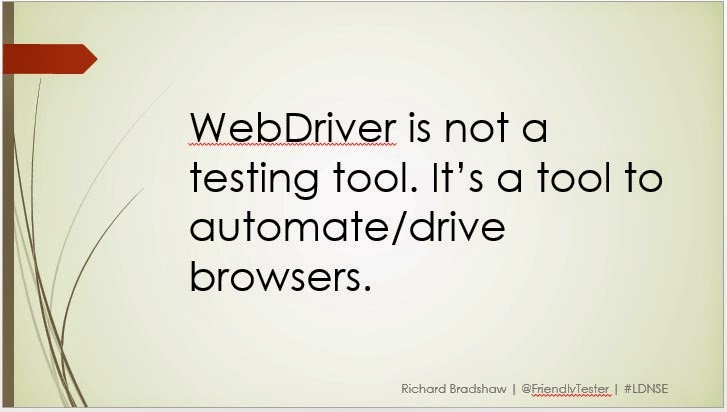 WebDriver is not a
testing tool. It’s a tool to
automate/drive
browsers.
Richard Bradshaw | @FriendlyTester | #LDNSE